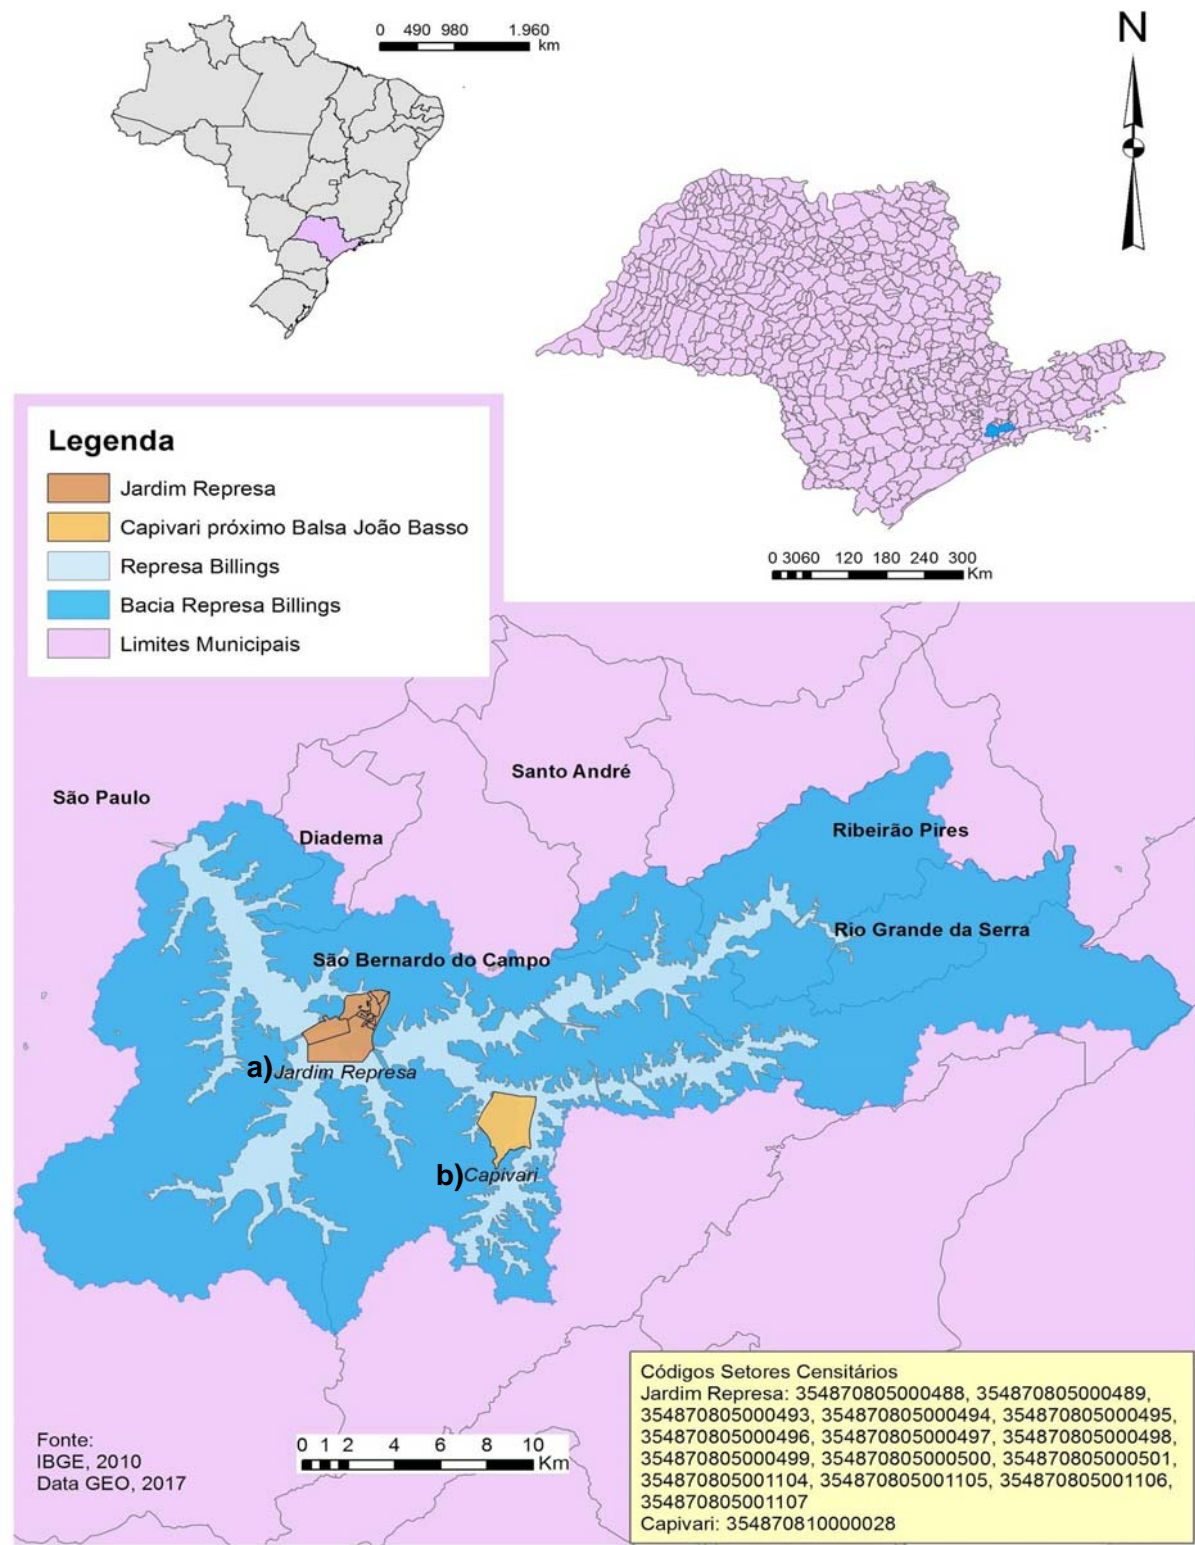 0 490 980 1.960
km
N
Legenda
Jardim Represa
Capivari próximo Balsa João Basso
Represa Billings
Bacia Represa Billings
Limites Municipais
0 3060 120 180 240 300
Km
Santo André
São Paulo
Diadema
Ribeirão Pires
Rio Grande da Serra
São Bernardo do Campo
a) Jardim Represa
b) Capivari
Fonte:
IBGE, 2010
Data GEO, 2017
0 1 2 4 6 8 10
Km
Códigos Setores Censitários
Jardim Represa: 354870805000488, 354870805000489,
354870805000493, 354870805000494, 354870805000495,
354870805000496, 354870805000497, 354870805000498,
354870805000499, 354870805000500, 354870805000501,
354870805001104, 354870805001105, 354870805001106,
354870805001107
Capivari: 354870810000028